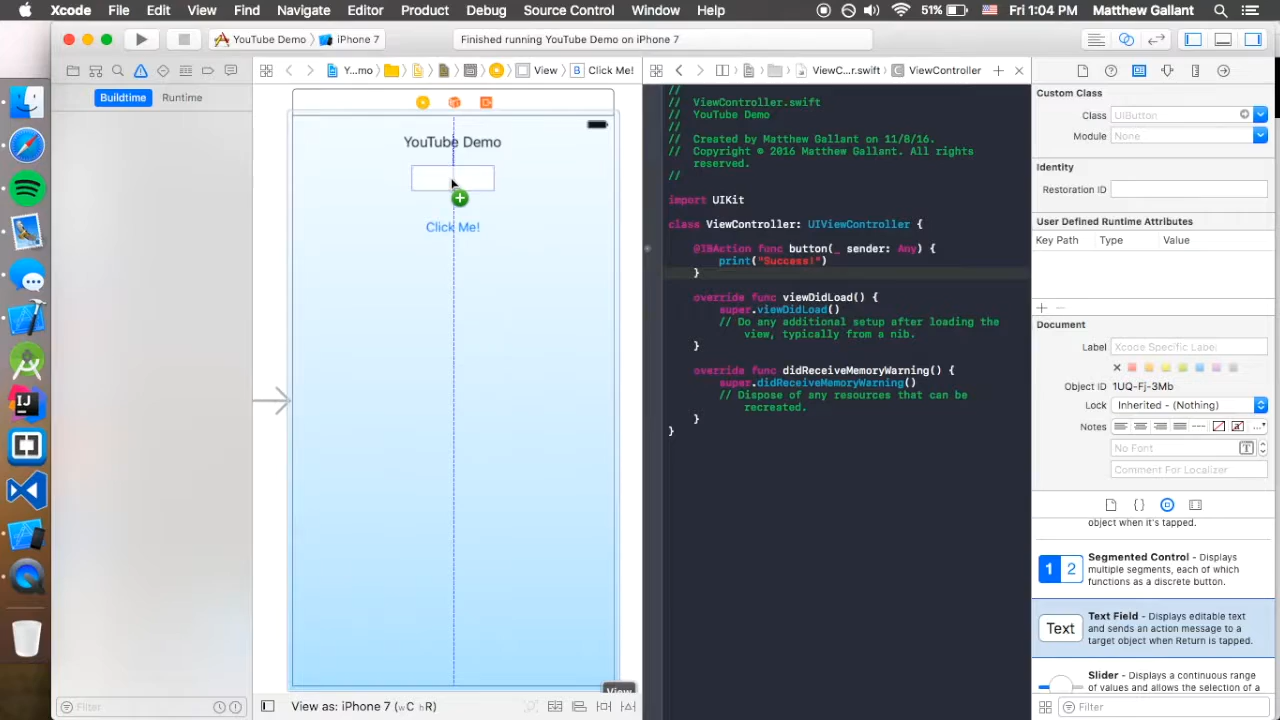 Xcode File Edit View Find Navigate Editor Product Debug Source Control Window Help 51% Fri 1:04 PM Matthew Gallant
YouTube Demo iPhone 7
Finished running YouTube Demo on iPhone 7
Y...mo View B Click Me!
ViewC...r.swift ViewController
Buildtime Runtime
YouTube Demo
Click Me!
//
// ViewController.swift
// YouTube Demo
//
// Created by Matthew Gallant on 11/8/16.
// Copyright © 2016 Matthew Gallant. All rights
reserved.
//
import UIKit
class ViewController: UIViewController {
@IBAction func button(_ sender: Any) {
print("Success!")
}
override func viewDidLoad() {
super.viewDidLoad()
// Do any additional setup after loading the
view, typically from a nib.
}
override func didReceiveMemoryWarning() {
super.didReceiveMemoryWarning()
// Dispose of any resources that can be
recreated.
}
}
Custom Class
Class UIButton
Module None
Identity
Restoration ID
User Defined Runtime Attributes
Key Path Type Value
Document
Label Xcode Specific Label
Object ID 1UQ-Fj-3Mb
Lock Inherited - (Nothing)
Notes
No Font
Comment For Localizer
object when it's tapped.
Segmented Control - Displays
multiple segments, each of which
functions as a discrete button.
1 2
Text Field - Displays editable text
and sends an action message to a
target object when Return is tapped.
Text
Slider - Displays a continuous range
of values and allows the selection of a
Filter
View
View as: iPhone 7 (wC hR)
Filter